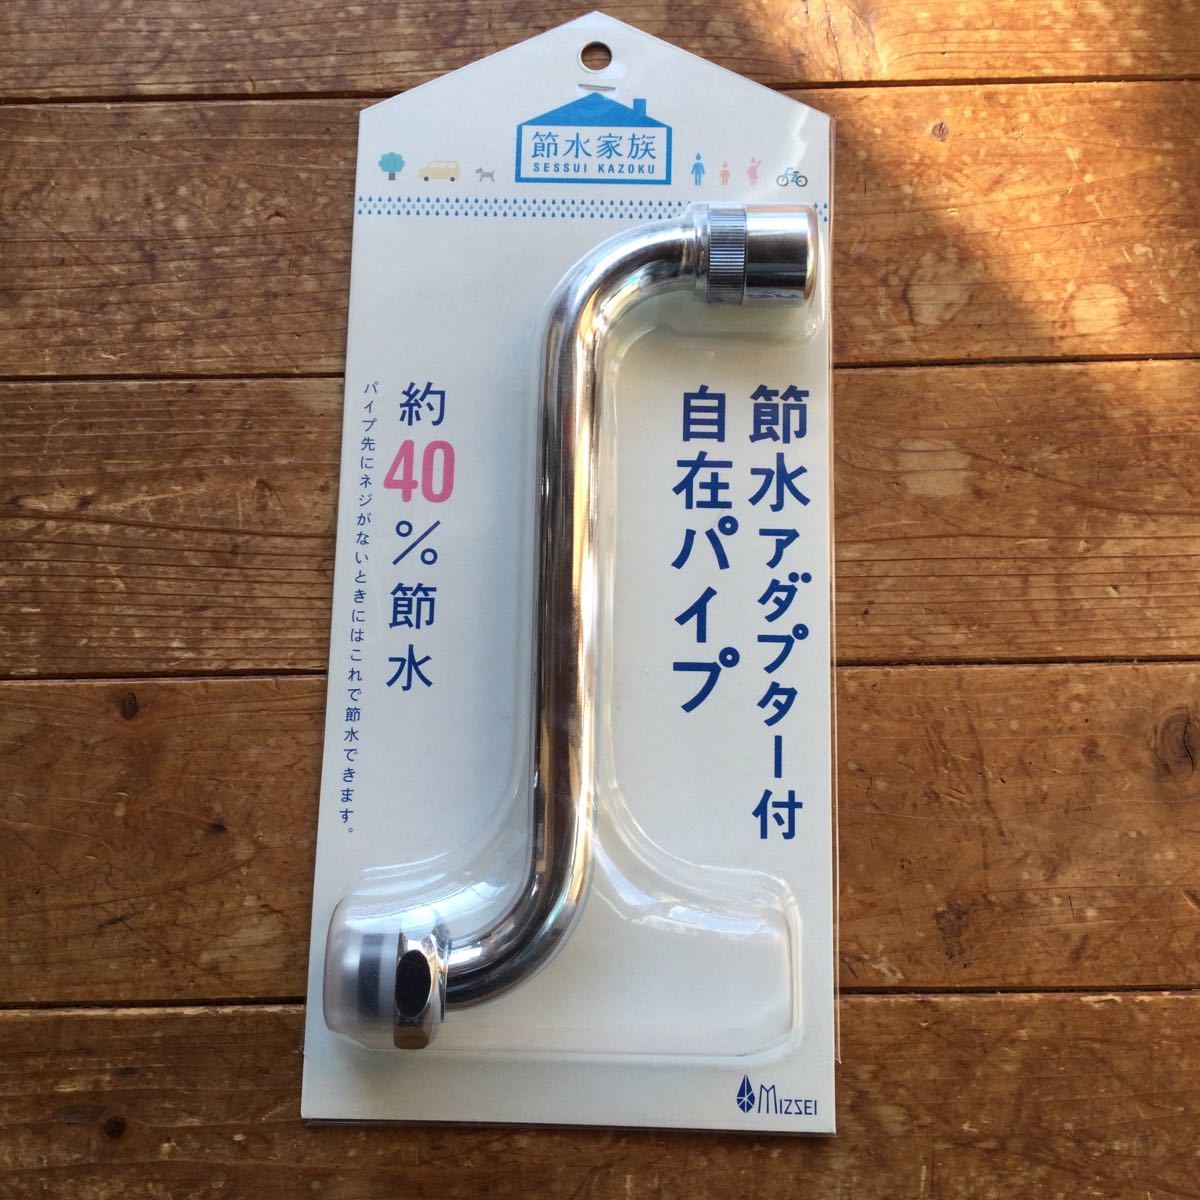 節水家族
SESSUI KAZOKU
節水アダプター付
自在パイプ
約40%節水
パイプ先にネジがないときにはこれで節水できます。
MIZSEI